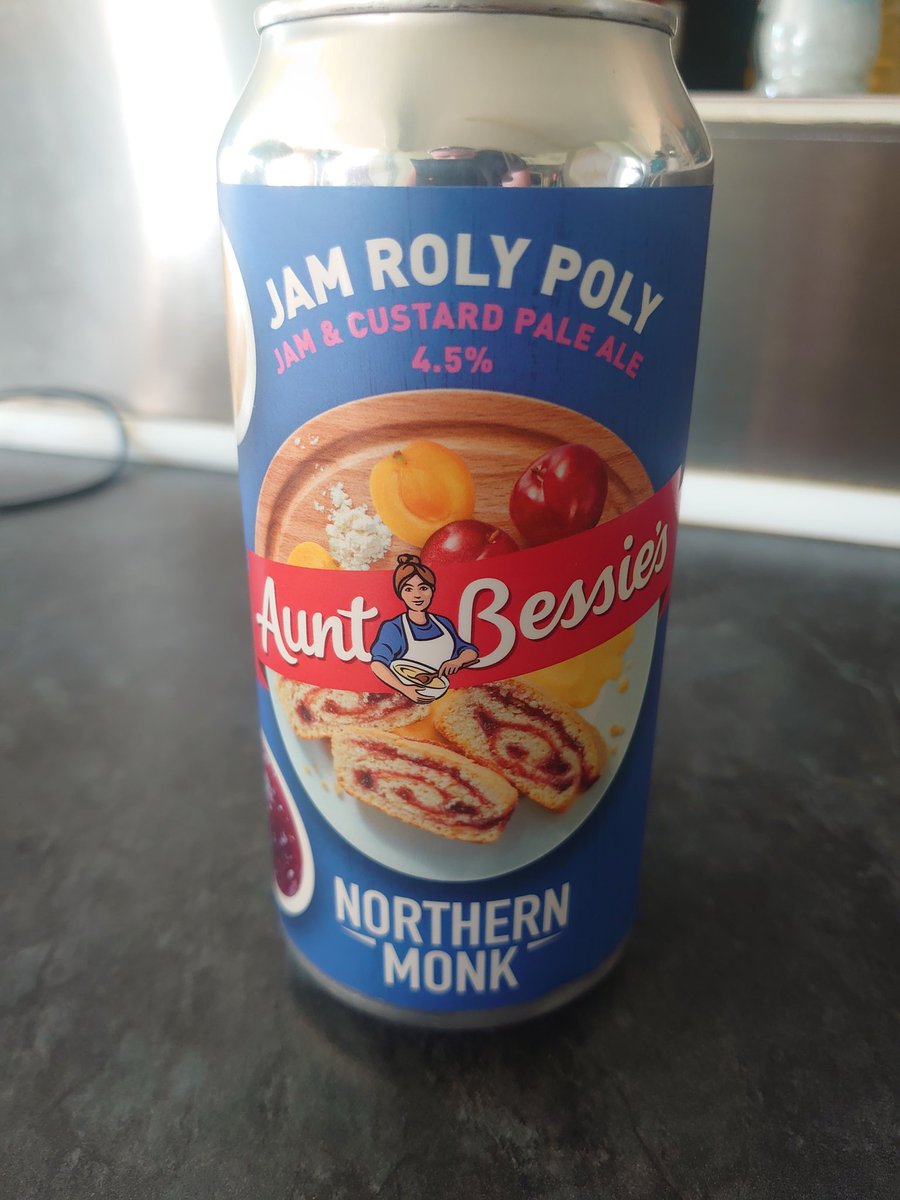 JAM ROLY POLY
JAM & CUSTARD PALE ALE
4.5%
Aunt Bessie's
NORTHERN
MONK